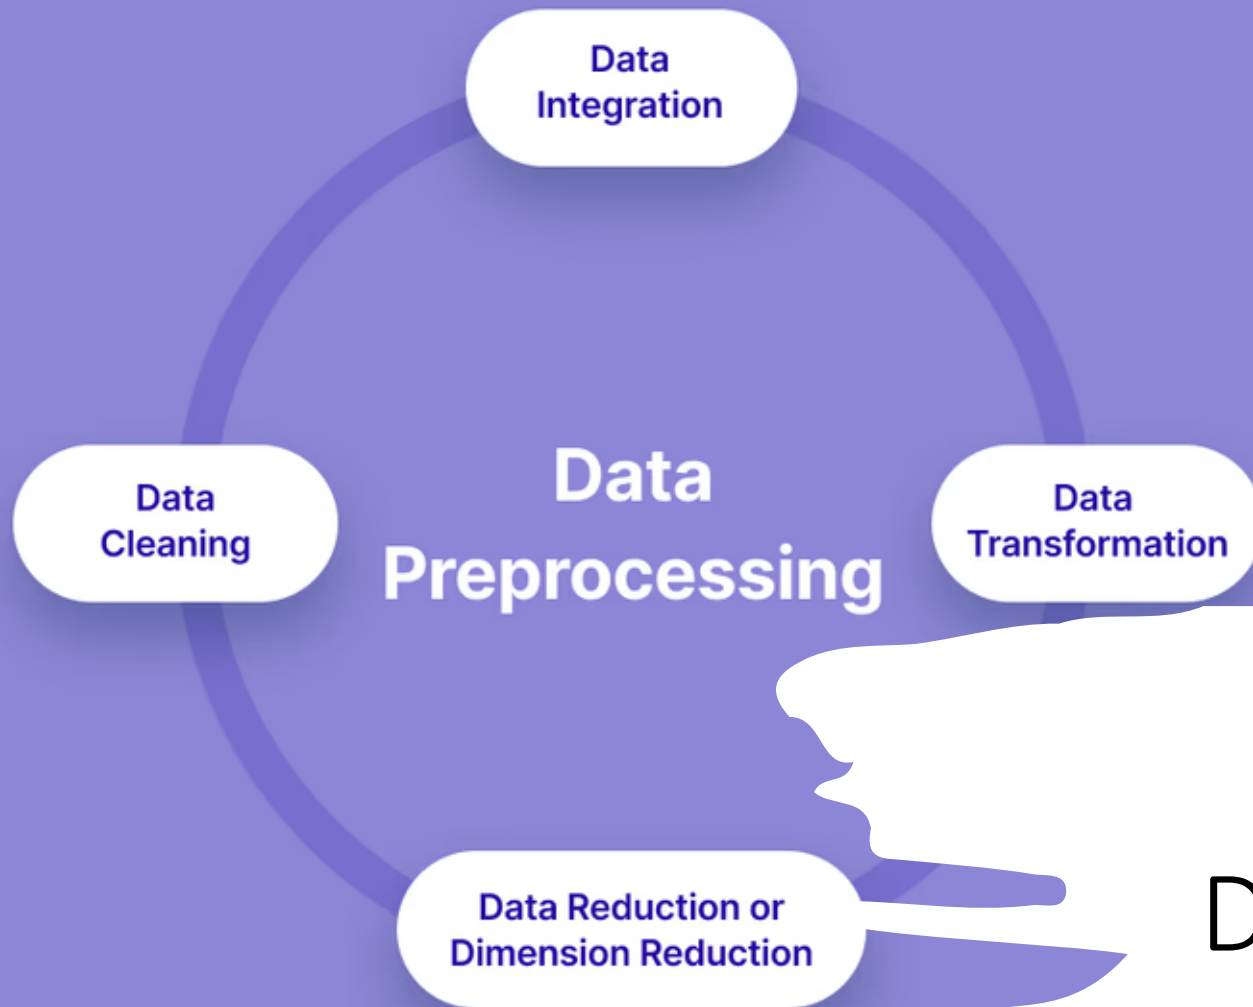 Data
Integration
Data
Cleaning
Data
Preprocessing
Data
Transformation
Data Reduction or
Dimension Reduction